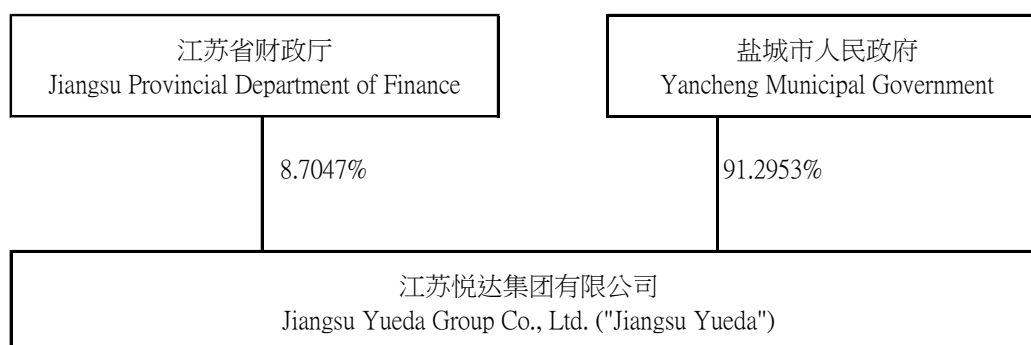 江苏省财政厅
Jiangsu Provincial Department of Finance
盐城市人民政府
Yancheng Municipal Government
8.7047%
91.2953%
江苏悦达集团有限公司
Jiangsu Yueda Group Co., Ltd. ("Jiangsu Yueda")